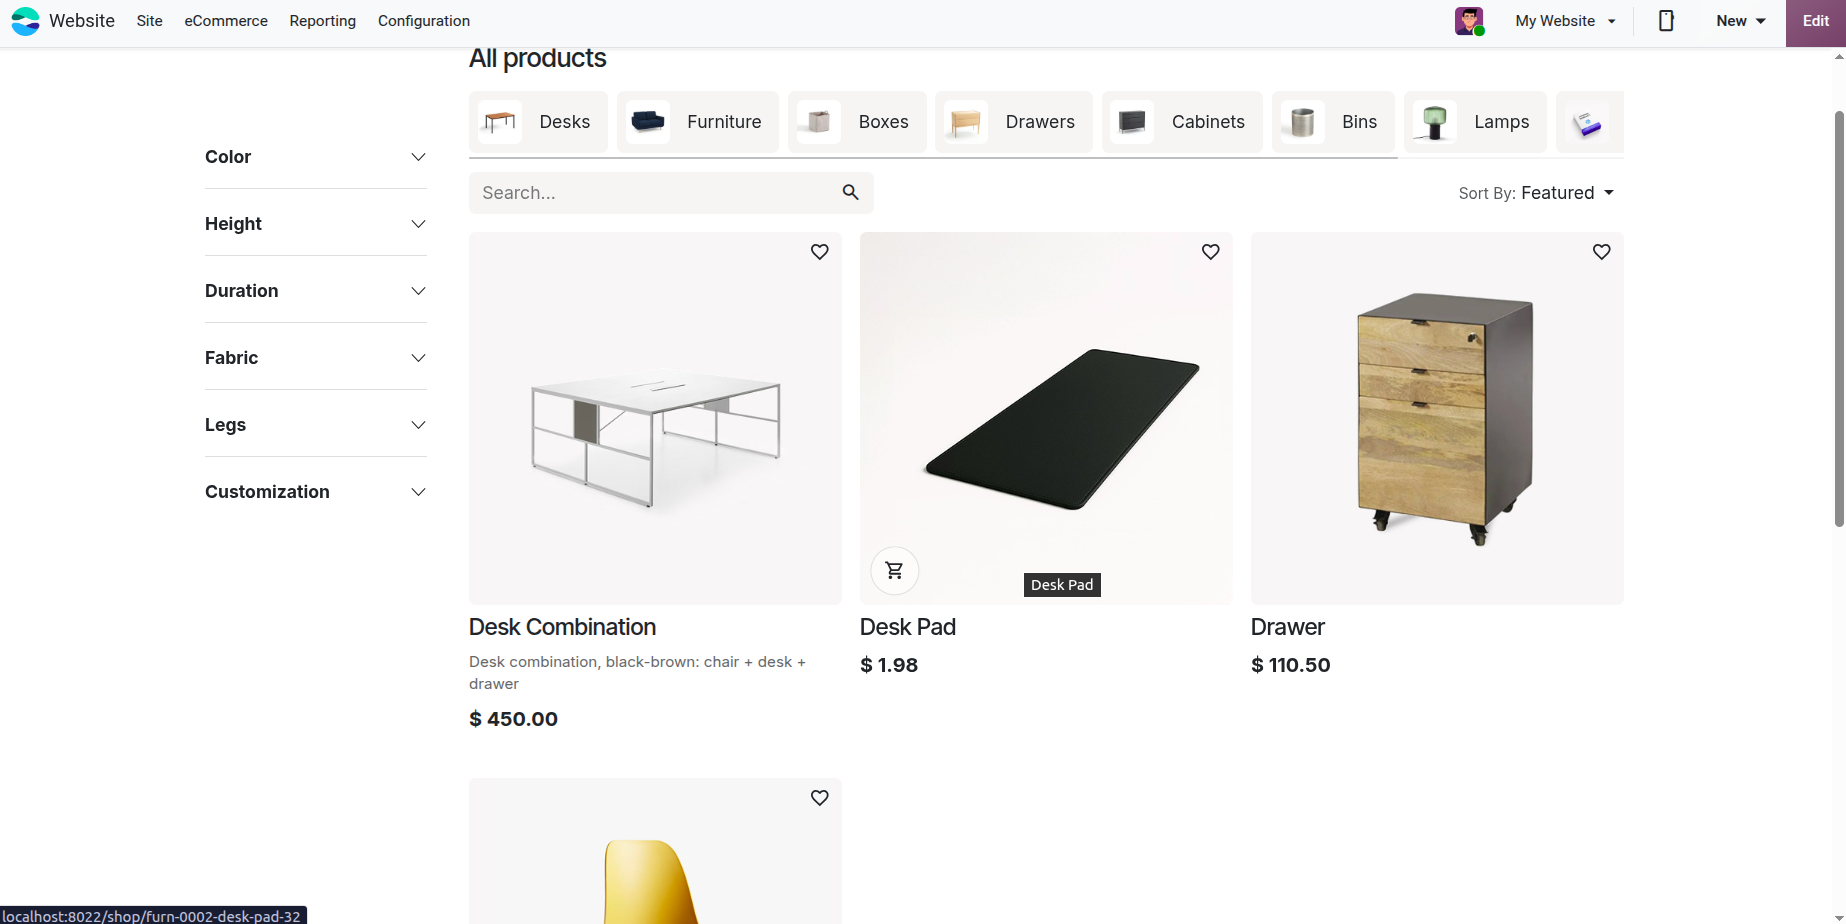 Website Site eCommerce Reporting Configuration My Website New Edit
All products
Desks Furniture Boxes Drawers Cabinets Bins Lamps
Color
Search... Sort By: Featured
Height
Duration
Fabric
Legs
Customization
Desk Pad
Desk Combination
Desk combination, black-brown: chair + desk +
drawer
$ 450.00
Desk Pad
$ 1.98
Drawer
$ 110.50
localhost:8022/shop/furn-0002-desk-pad-32